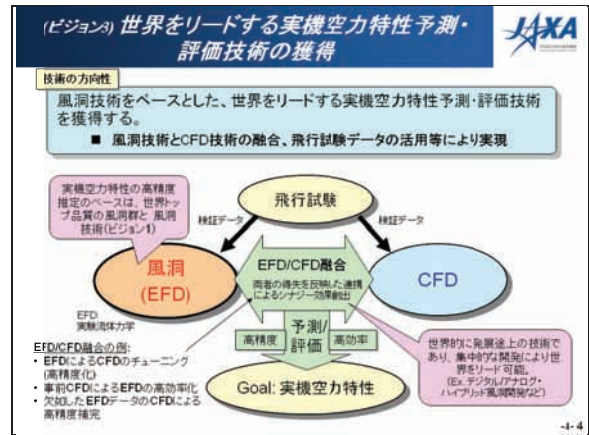 (ビジョン3) 世界をリードする実機空力特性予測・
評価技術の獲得
JAXA
技術の方向性
風洞技術をベースとした、世界をリードする実機空力特性予測・評価技術
を獲得する。
■ 風洞技術とCFD技術の融合、飛行試験データの活用等により実現
実機空力特性の高精度
推定のベースは、世界トッ
プ品質の風洞群と 風洞
技術(ビジョン1)
飛行試験
検証データ
検証データ
風洞
(EFD)
EFD:
実験流体力学
EFD/CFD融合
両者の得失を反映した連携
によるシナジー効果創出
CFD
高精度
予測/
評価
高効率
EFD/CFD融合の例:
• EFDによるCFDのチューニング
(高精度化)
• 事前CFDによるEFDの高効率化
• 欠如したEFDデータのCFDによる
高精度補完
世界的に発展途上の技術で
あり、集中的な開発により世
界をリード可能。
(Ex. デジタル/アナログ・
ハイブリッド風洞開発など)
Goal: 実機空力特性
-4- 4